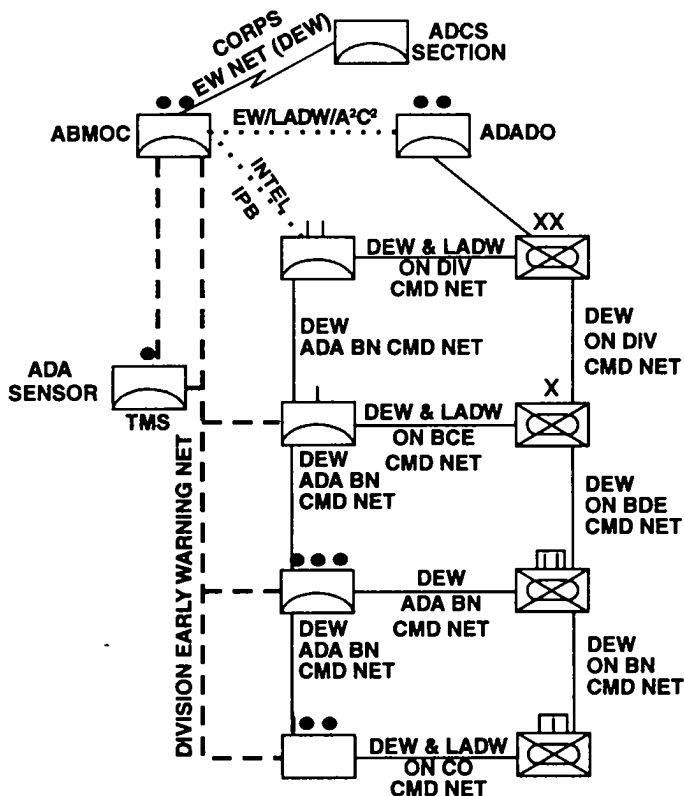 CORPS
EW NET (DEW)
ADCS
SECTION
ABMOC
EW/LADW/A²C²
ADADO
INTEL
IPB
XX
DEW & LADW
ON DIV
CMD NET
DEW
ADA BN CMD NET
DEW
ON DIV
CMD NET
ADA
SENSOR
TMS
X
DEW & LADW
ON BCE
CMD NET
DEW
ADA BN
CMD NET
DEW
ON BDE
CMD NET
DIVISION EARLY WARNING NET
DEW
ADA BN
CMD NET
DEW
ADA BN
CMD NET
DEW
ON BN
CMD NET
DEW & LADW
ON CO
CMD NET